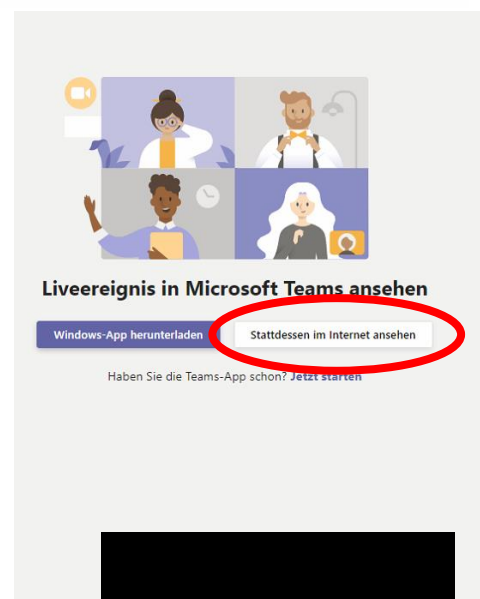 Liveereignis in Microsoft Teams ansehen
Windows-App herunterladen Stattdessen im Internet ansehen
Haben Sie die Teams-App schon? Jetzt starten